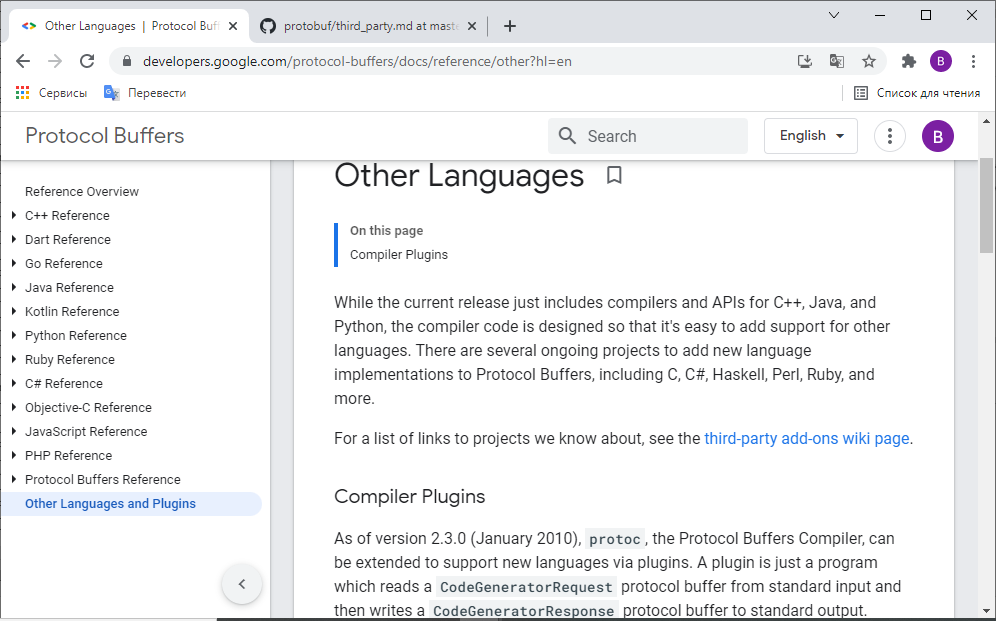 Other Languages | Protocol Buf
protobuf/third_party.md at maste
developers.google.com/protocol-buffers/docs/reference/other?hl=en
B
Сервисы
Перевести
Список для чтения
Protocol Buffers
Search
English
B
Reference Overview
C++ Reference
Dart Reference
Go Reference
Java Reference
Kotlin Reference
Python Reference
Ruby Reference
C# Reference
Objective-C Reference
JavaScript Reference
PHP Reference
Protocol Buffers Reference
Other Languages and Plugins
Other Languages
On this page
Compiler Plugins
While the current release just includes compilers and APIs for C++, Java, and
Python, the compiler code is designed so that it's easy to add support for other
languages. There are several ongoing projects to add new language
implementations to Protocol Buffers, including C, C#, Haskell, Perl, Ruby, and
more.
For a list of links to projects we know about, see the third-party add-ons wiki page.
Compiler Plugins
As of version 2.3.0 (January 2010), protoc, the Protocol Buffers Compiler, can
be extended to support new languages via plugins. A plugin is just a program
which reads a CodeGeneratorRequest protocol buffer from standard input and
then writes a CodeGeneratorResponse protocol buffer to standard output.